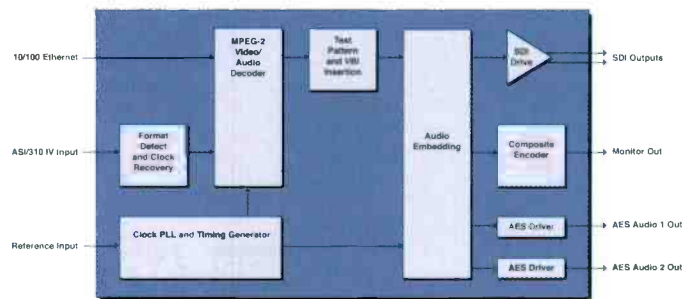 10/100 Ethernet
MPEG-2
Video/
Audio
Decoder
Test
Pattern
and VBI
Insertion
SDI
Drive
SDI Outputs
ASI/310 IV Input
Format
Detect
and Clock
Recovery
Audio
Embedding
Composite
Encoder
Monitor Out
Reference Input
Clock PLL and Timing Generator
AES Driver
AES Audio 1 Out
AES Driver
AES Audio 2 Out